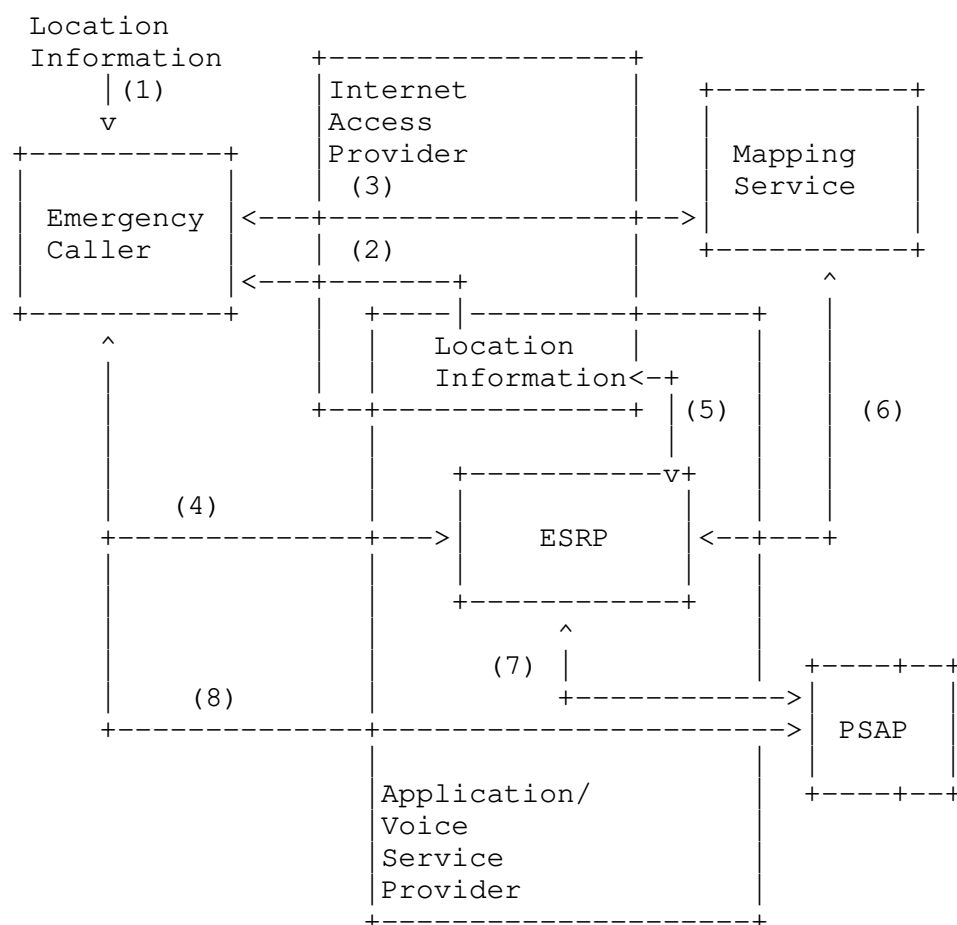 Location
Information
(1)
Internet
Access
Provider
Mapping
Service
(3)
Emergency
Caller
(2)
Location
Information
(5)
(6)
(4)
ESRP
(7)
(8)
PSAP
Application/
Voice
Service
Provider